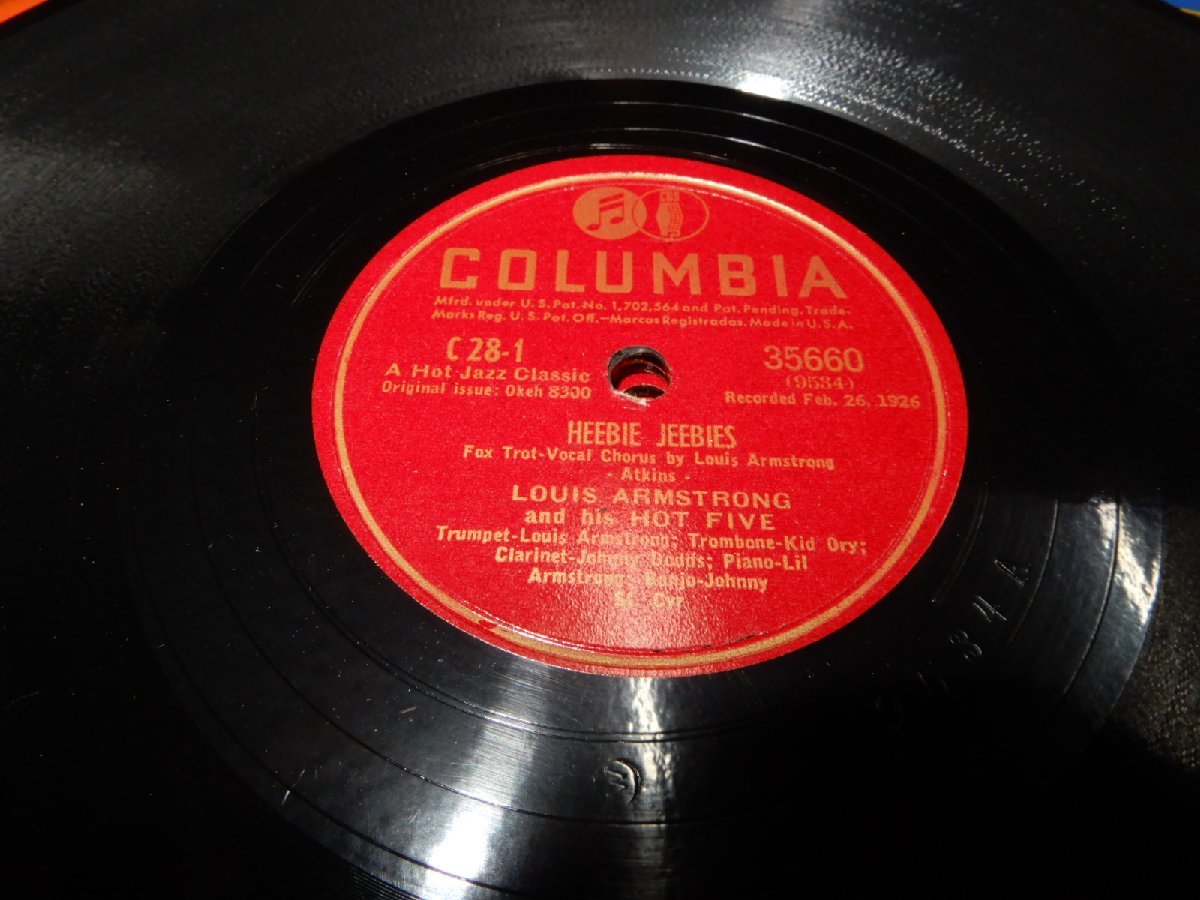 CBS
COLUMBIA
Mfrd. under U. S. Pat. No. 1,702,564 and Pat. Pending. Trade-
Marks Reg. U. S. Pat. Off.—Marcas Registradas. Made in U. S. A.
C 28-1
A Hot Jazz Classic
Original issue: Okeh 8300
35660
(9534)
Recorded Feb. 26, 1926
HEEBIE JEEBIES
Fox Trot-Vocal Chorus by Louis Armstrong
- Atkins -
LOUIS ARMSTRONG
and his HOT FIVE
Trumpet-Louis Armstrong; Trombone-Kid Ory;
Clarinet-Johnny Dodds; Piano-Lil
Armstrong; Banjo-Johnny
St. Cyr
9534A